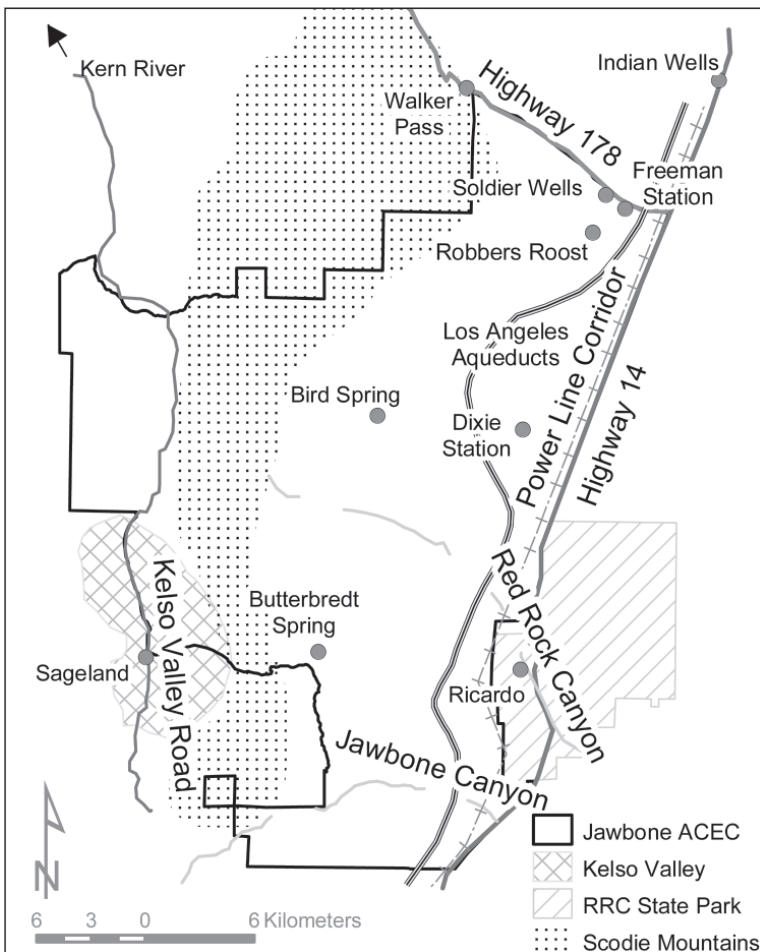 Kern River
Indian Wells
Highway 178
Walker
Pass
Freeman
Station
Soldier Wells
Robbers Roost
Los Angeles
Aqueducts
Power Line Corridor
Highway 14
Bird Spring
Dixie
Station
Red Rock Canyon
Kelso Valley Road
Butterbredt
Spring
Sageland
Ricardo
Jawbone Canyon
Jawbone ACEC
Kelso Valley
RRC State Park
Scodie Mountains
N
6 3 0 6 Kilometers